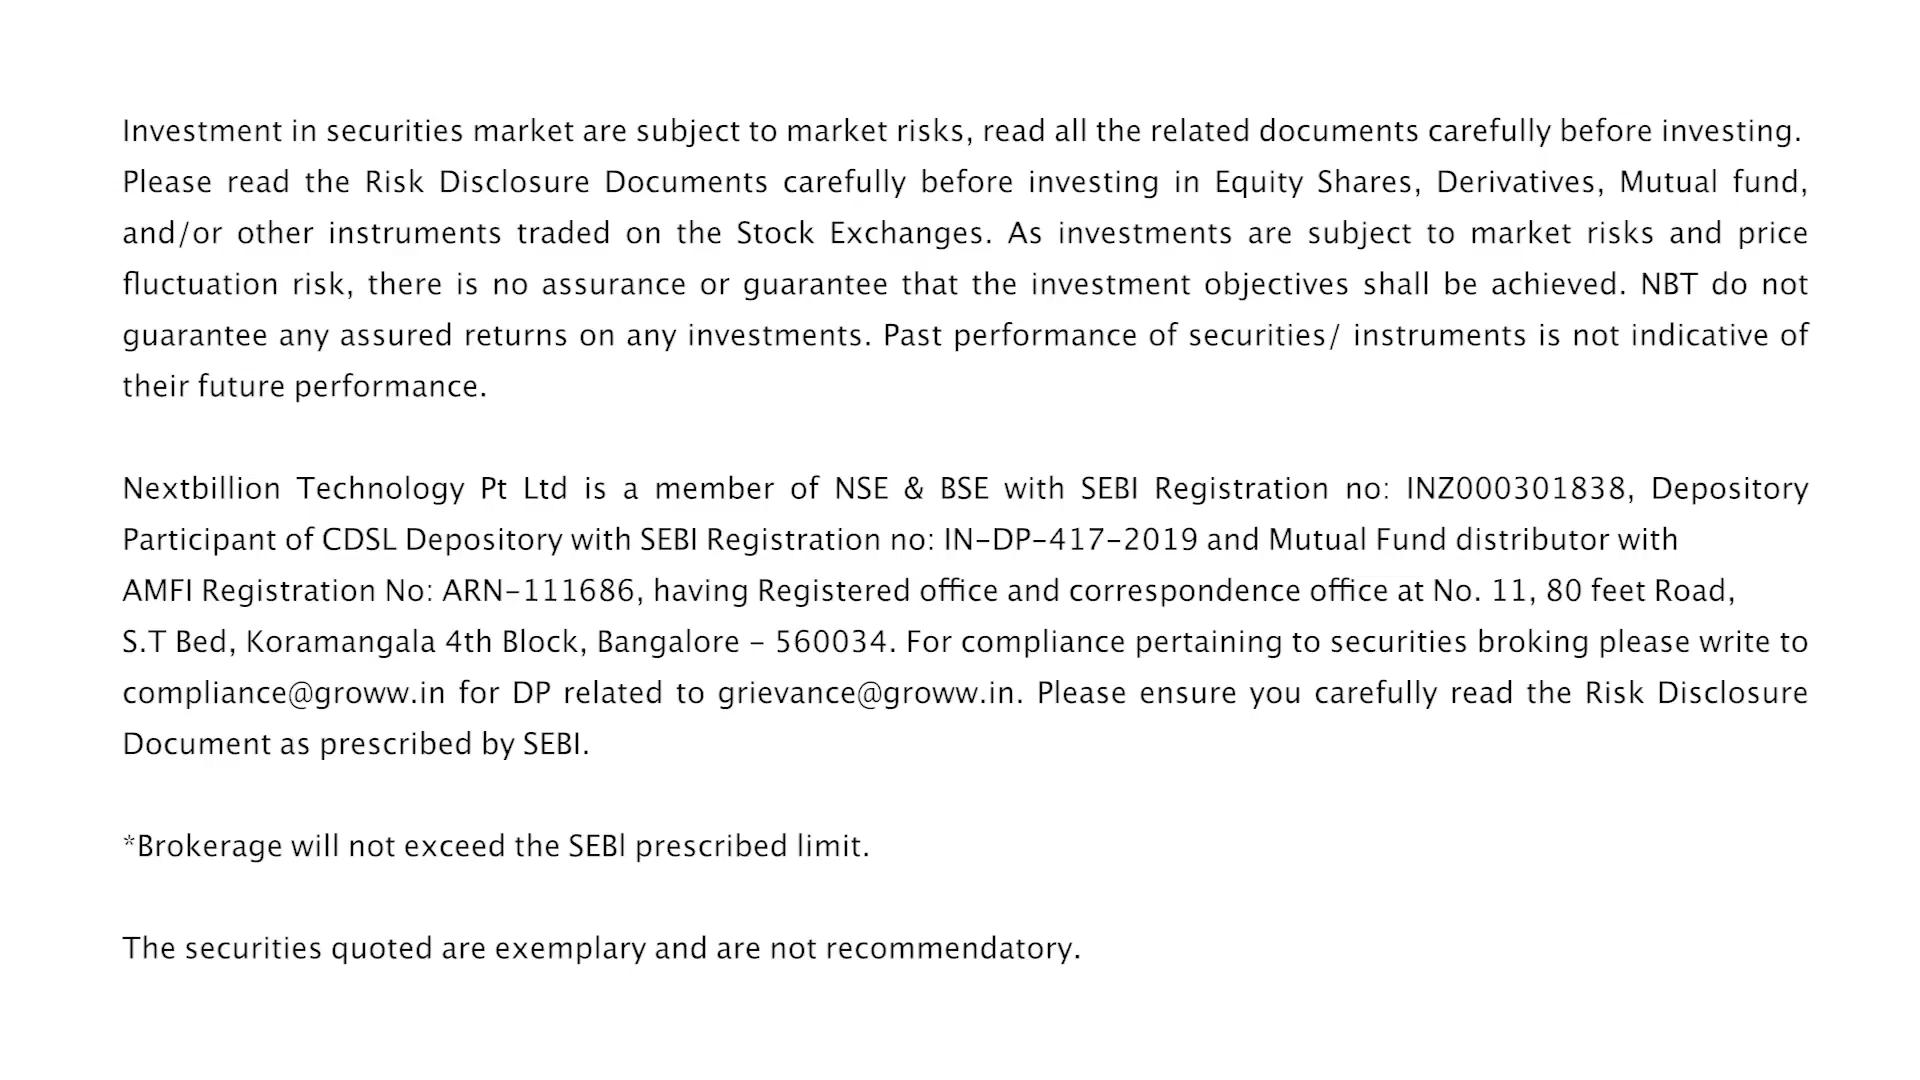 Investment in securities market are subject to market risks, read all the related documents carefully before investing.
Please read the Risk Disclosure Documents carefully before investing in Equity Shares, Derivatives, Mutual fund,
and/or other instruments traded on the Stock Exchanges. As investments are subject to market risks and price
fluctuation risk, there is no assurance or guarantee that the investment objectives shall be achieved. NBT do not
guarantee any assured returns on any investments. Past performance of securities/ instruments is not indicative of
their future performance.
Nextbillion Technology Pt Ltd is a member of NSE & BSE with SEBI Registration no: INZ000301838, Depository
Participant of CDSL Depository with SEBI Registration no: IN-DP-417-2019 and Mutual Fund distributor with
AMFI Registration No: ARN-111686, having Registered office and correspondence office at No. 11, 80 feet Road,
S.T Bed, Koramangala 4th Block, Bangalore - 560034. For compliance pertaining to securities broking please write to
compliance@groww.in for DP related to grievance@groww.in. Please ensure you carefully read the Risk Disclosure
Document as prescribed by SEBI.
*Brokerage will not exceed the SEBl prescribed limit.
The securities quoted are exemplary and are not recommendatory.